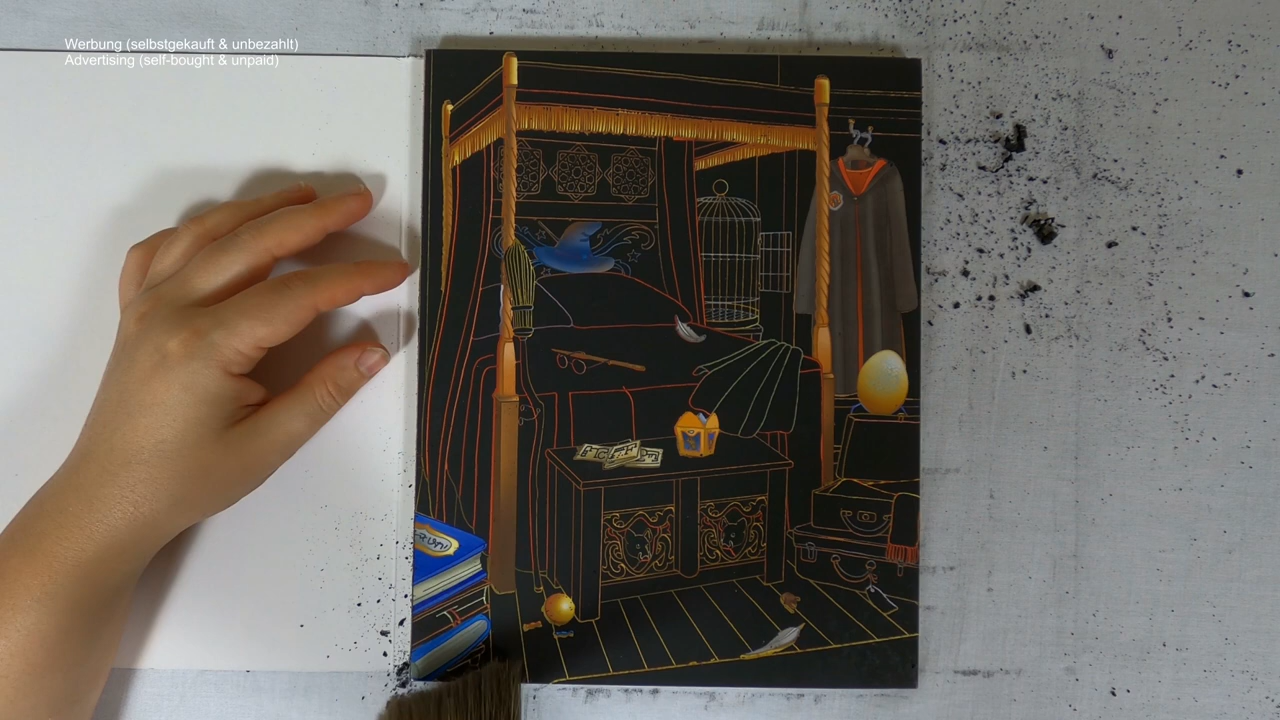 Werbung (selbstgekauft & unbezahlt)
Advertising (self-bought & unpaid)